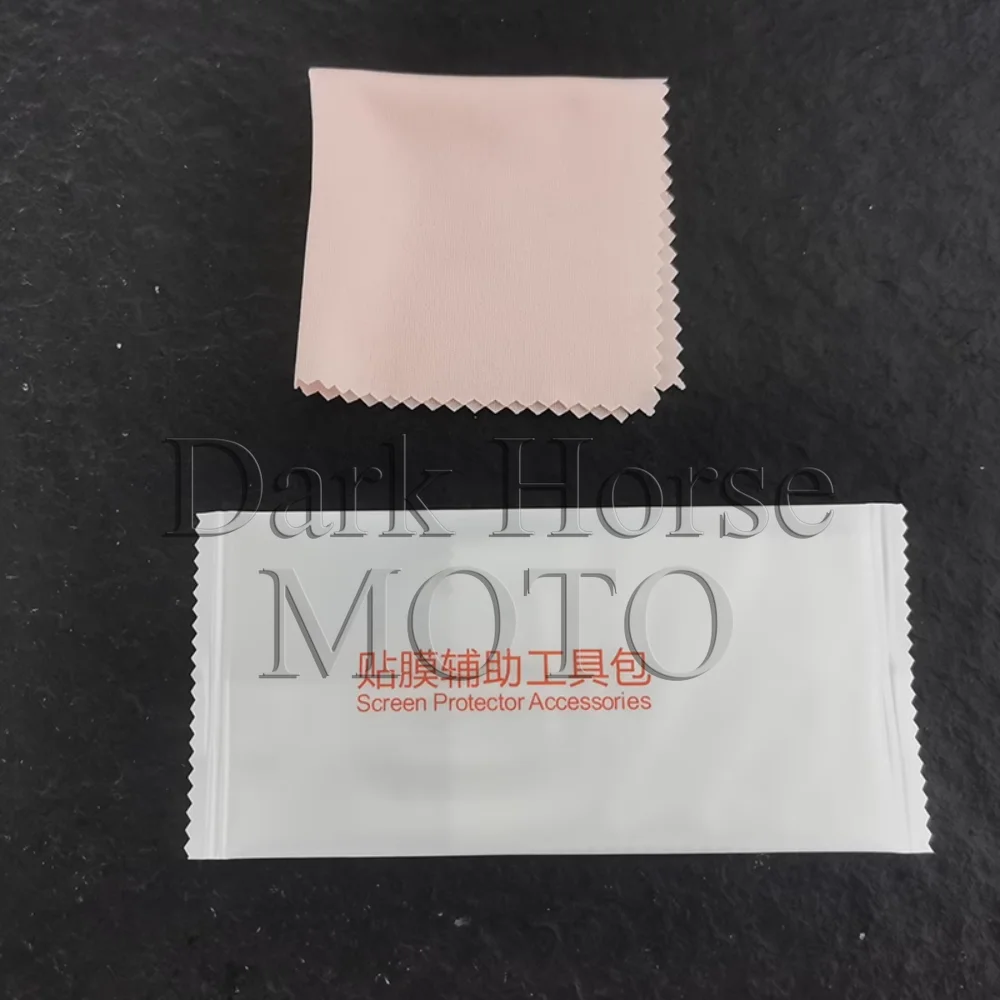 Dark Horse
MOTO
贴膜辅助工具包
Screen Protector Accessories